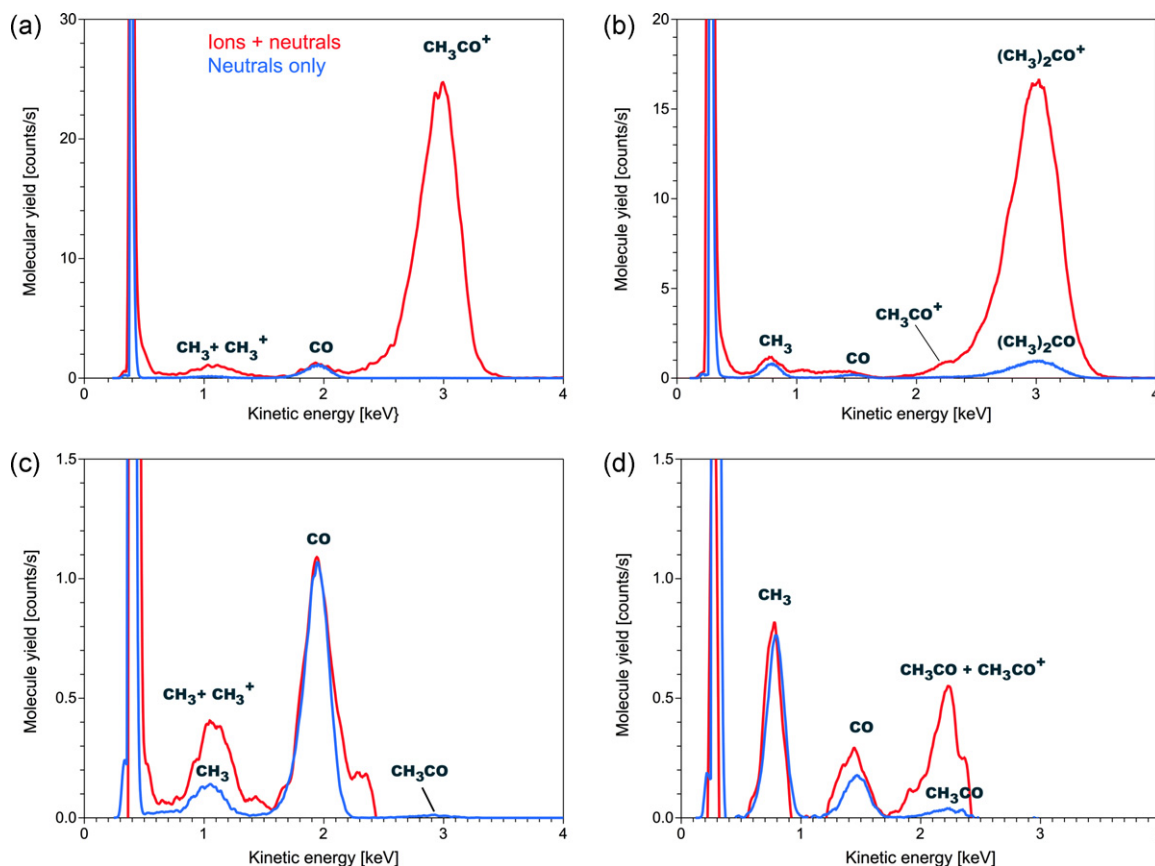 (a)
Ions + neutrals
Neutrals only
CH₃CO⁺
CH₃+ CH₃⁺
CO
Molecular yield [counts/s]
30
20
10
0
0
1
2
3
4
Kinetic energy [keV}
(b)
(CH₃)₂CO⁺
CH₃CO⁺
(CH₃)₂CO
CH₃
CO
Molecule yield [counts/s]
20
15
10
5
0
1
2
3
4
Kinetic energy [keV]
(c)
CO
CH₃+ CH₃⁺
CH₃
CH₃CO
Molecule yield [counts/s]
1.5
1.0
0.5
0.0
0
1
2
3
4
Kinetic energy [keV]
(d)
CH₃
CH₃CO + CH₃CO⁺
CO
CH₃CO
Molecule yield [counts/s]
1.5
1.0
0.5
0.0
0
1
2
3
Kinetic energy [keV]